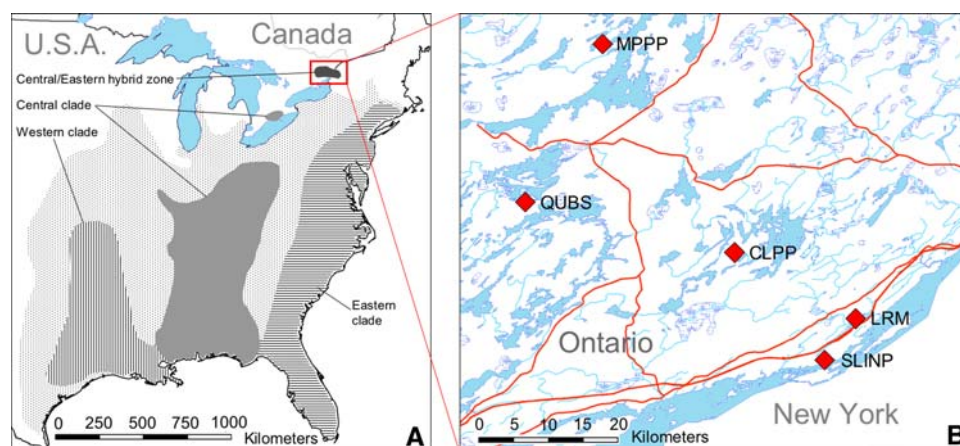 U.S.A.
Canada
Central/Eastern hybrid zone
Central clade
Western clade
Eastern
clade
0 250 500 750 1000
Kilometers
A
MPPP
QUBS
CLPP
LRM
SLINP
Ontario
New York
0 5 10 15 20
Kilometers
B